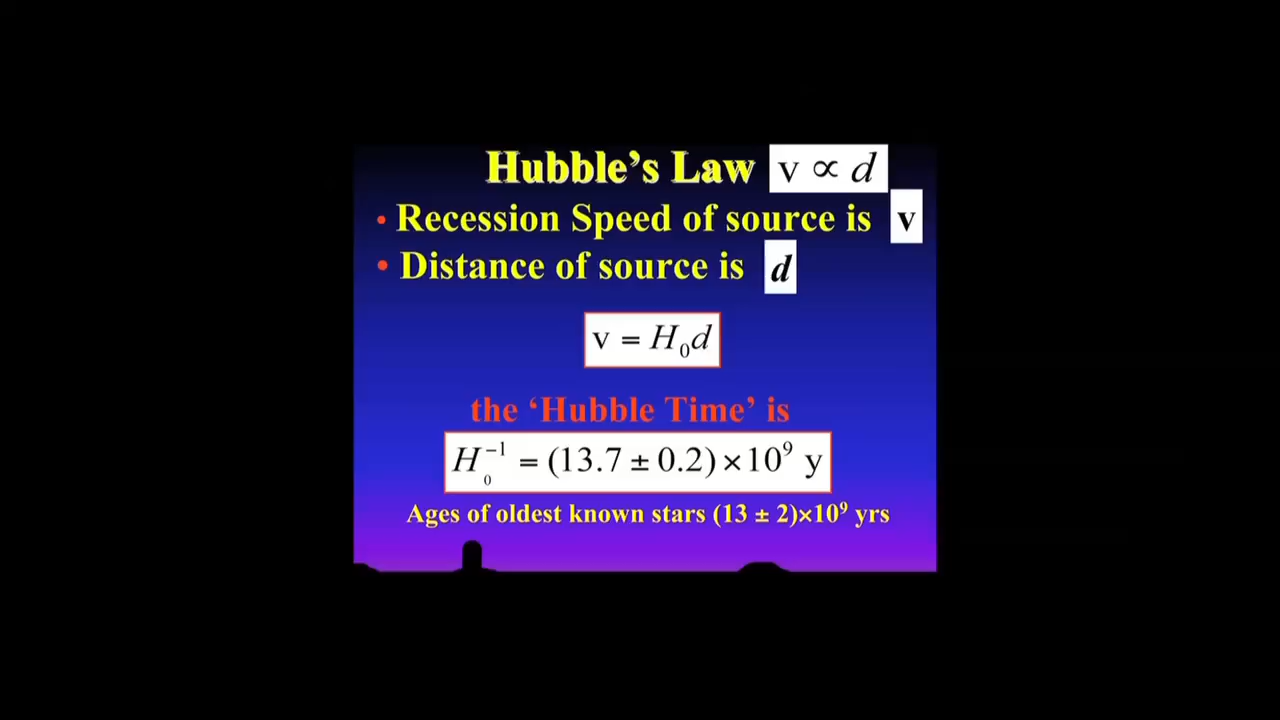 Hubble’s Law v ∝ d
• Recession Speed of source is v
• Distance of source is d
v = H₀d
the ‘Hubble Time’ is
H₀⁻¹ = (13.7 ± 0.2) × 10⁹ y
Ages of oldest known stars (13 ± 2)×10⁹ yrs